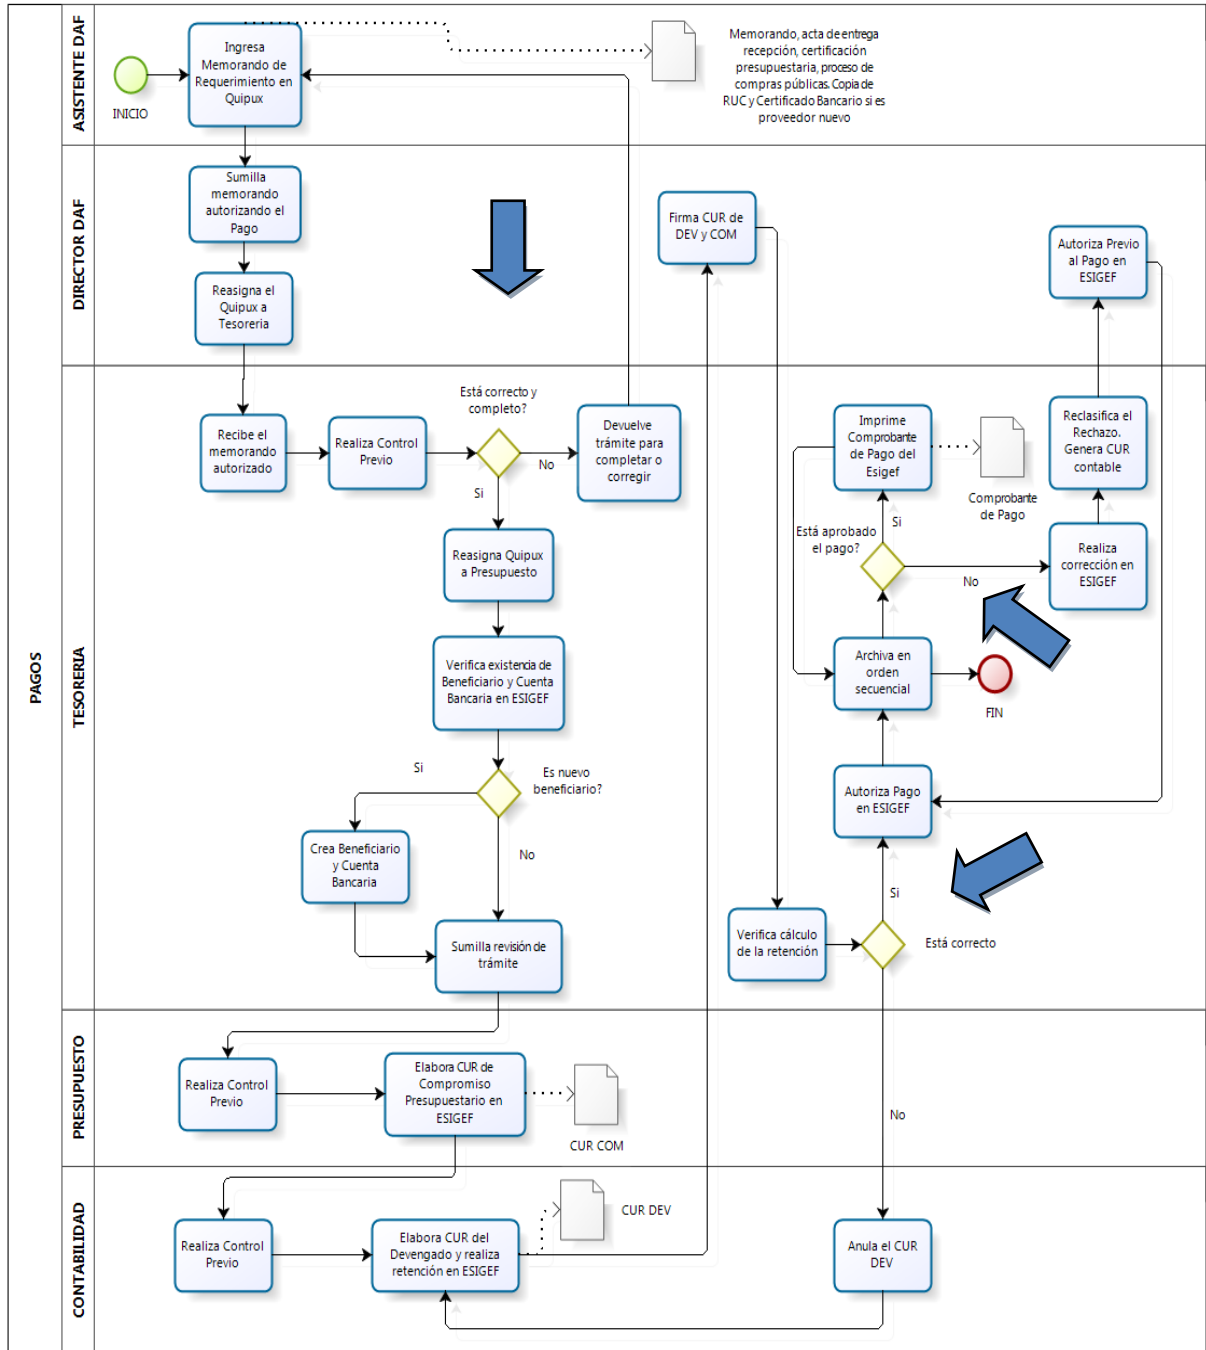 PAGOS
ASISTENTE DAF
INICIO
Ingresa
Memorando de
Requerimiento en
Quipux
Memorando, acta de entrega
recepción, certificación
presupuestaria, proceso de
compras públicas. Copia de
RUC y Certificado Bancario si es
proveedor nuevo
DIRECTOR DAF
Sumilla
memorando
autorizando el
Pago
Reasigna el
Quipux a
Tesoreria
Firma CUR de
DEV y COM
Autoriza Previo
al Pago en
ESIGEF
TESORERIA
Recibe el
memorando
autorizado
Realiza Control
Previo
Está correcto y
completo?
No
Si
Devuelve
trámite para
completar o
corregir
Reasigna Quipux
a Presupuesto
Verifica existencia de
Beneficiario y Cuenta
Bancaria en ESIGEF
Es nuevo
beneficiario?
Si
No
Crea Beneficiario
y Cuenta
Bancaria
Sumilla revisión de
trámite
Imprime
Comprobante
de Pago del
Esigef
Comprobante
de Pago
Reclasifica el
Rechazo.
Genera CUR
contable
Si
Está aprobado
el pago?
No
Realiza
corrección en
ESIGEF
Archiva en
orden
secuencial
FIN
Autoriza Pago
en ESIGEF
Si
Verifica cálculo
de la retención
Está correcto
No
PRESUPUESTO
Realiza Control
Previo
Elabora CUR de
Compromiso
Presupuestario en
ESIGEF
CUR COM
CONTABILIDAD
Realiza Control
Previo
Elabora CUR del
Devengado y realiza
retención en ESIGEF
CUR DEV
Anula el CUR
DEV